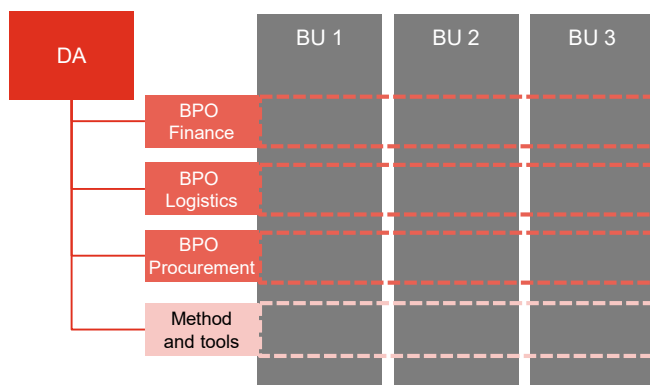 DA
BU 1
BU 2
BU 3
BPO
Finance
BPO
Logistics
BPO
Procurement
Method
and tools